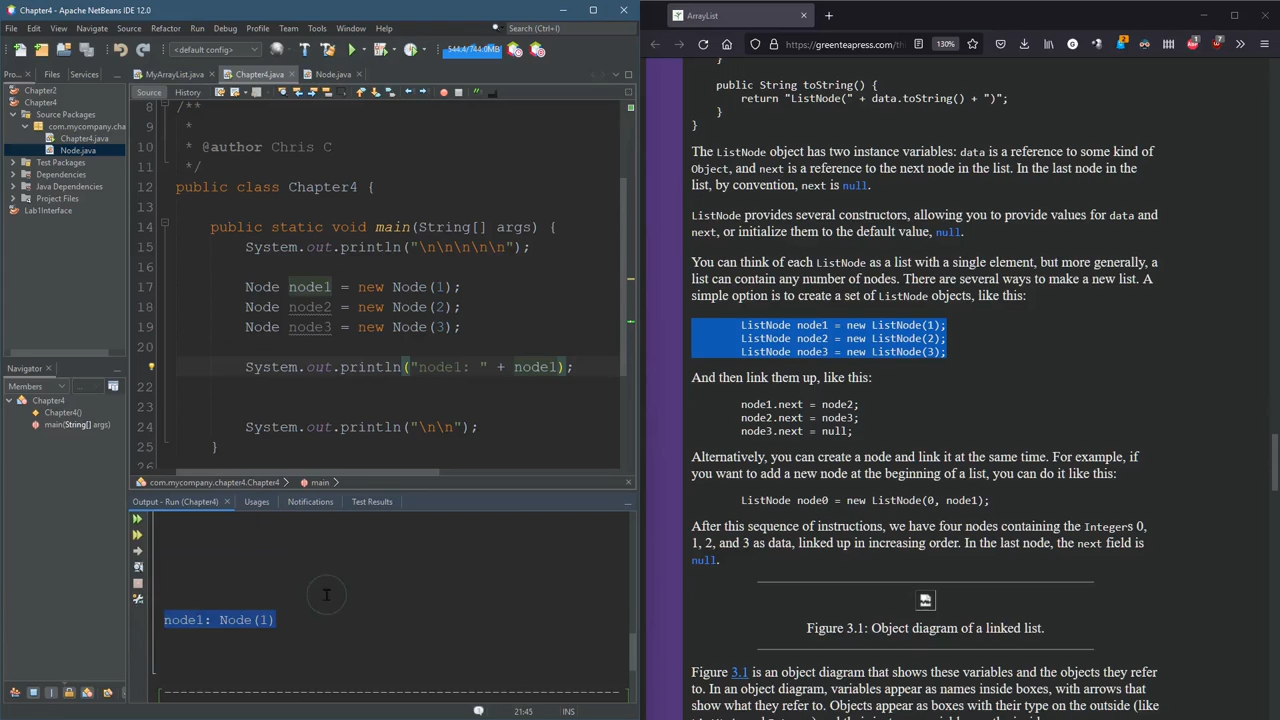 Chapter4 - Apache NetBeans IDE 12.0
File Edit View Navigate Source Refactor Run Debug Profile Team Tools Window Help
Search (Ctrl+I)
<default config>
544.4/744.0MB
Pro...
Files
Services
Chapter2
Chapter4
Source Packages
com.mycompany.cha
Chapter4.java
Node.java
Test Packages
Dependencies
Java Dependencies
Project Files
Lab1Interface
Navigator
Members
<empty>
Chapter4
Chapter4()
main(String[] args)
MyArrayList.java
Chapter4.java
Node.java
Source
History
8 /**
9 *
10 * @author Chris C
11 */
12 public class Chapter4 {
13
14 public static void main(String[] args) {
15 System.out.println("\n\n\n\n\n");
16
17 Node node1 = new Node(1);
18 Node node2 = new Node(2);
19 Node node3 = new Node(3);
20
System.out.println("node1: " + node1);
22
23
24 System.out.println("\n\n");
25 }
26
com.mycompany.chapter4.Chapter4
main
Output - Run (Chapter4)
Usages
Notifications
Test Results
node1: Node(1)
21:45
INS
ArrayList
https://greenteapress.com/th
130%
2
1
7
}
public String toString() {
return "ListNode(" + data.toString() + ")";
}
}
The ListNode object has two instance variables: data is a reference to some kind of
Object, and next is a reference to the next node in the list. In the last node in the
list, by convention, next is null.
ListNode provides several constructors, allowing you to provide values for data and
next, or initialize them to the default value, null.
You can think of each ListNode as a list with a single element, but more generally, a
list can contain any number of nodes. There are several ways to make a new list. A
simple option is to create a set of ListNode objects, like this:
ListNode node1 = new ListNode(1);
ListNode node2 = new ListNode(2);
ListNode node3 = new ListNode(3);
And then link them up, like this:
node1.next = node2;
node2.next = node3;
node3.next = null;
Alternatively, you can create a node and link it at the same time. For example, if
you want to add a new node at the beginning of a list, you can do it like this:
ListNode node0 = new ListNode(0, node1);
After this sequence of instructions, we have four nodes containing the Integers 0,
1, 2, and 3 as data, linked up in increasing order. In the last node, the next field is
null.
Figure 3.1: Object diagram of a linked list.
Figure 3.1 is an object diagram that shows these variables and the objects they refer
to. In an object diagram, variables appear as names inside boxes, with arrows that
show what they refer to. Objects appear as boxes with their type on the outside (like